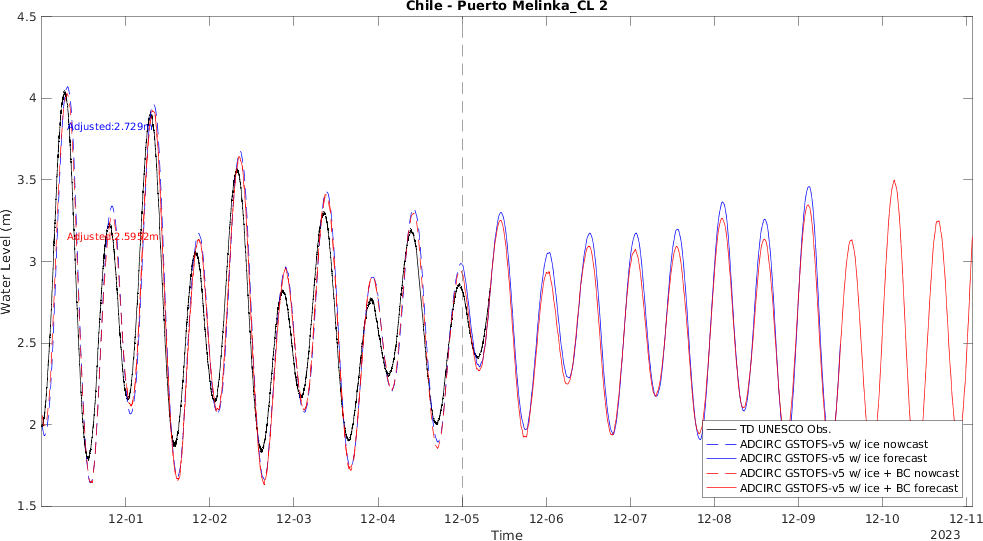 Chile - Puerto Melinka_CL 2
4.5
4
3.5
3
2.5
2
1.5
Water Level (m)
Adjusted:2.729m
Adjusted:2.5952m
TD UNESCO Obs.
ADCIRC GSTOFS-v5 w/ ice nowcast
ADCIRC GSTOFS-v5 w/ ice forecast
ADCIRC GSTOFS-v5 w/ ice + BC nowcast
ADCIRC GSTOFS-v5 w/ ice + BC forecast
12-01 12-02 12-03 12-04 12-05 12-06 12-07 12-08 12-09 12-10 12-11
Time
2023